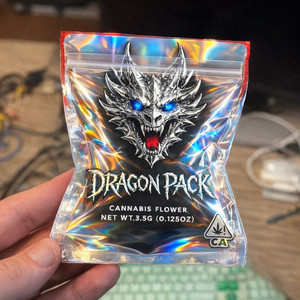 DRAGON PACK
CANNABIS FLOWER
NET WT.3.5G (0.125OZ)
CA